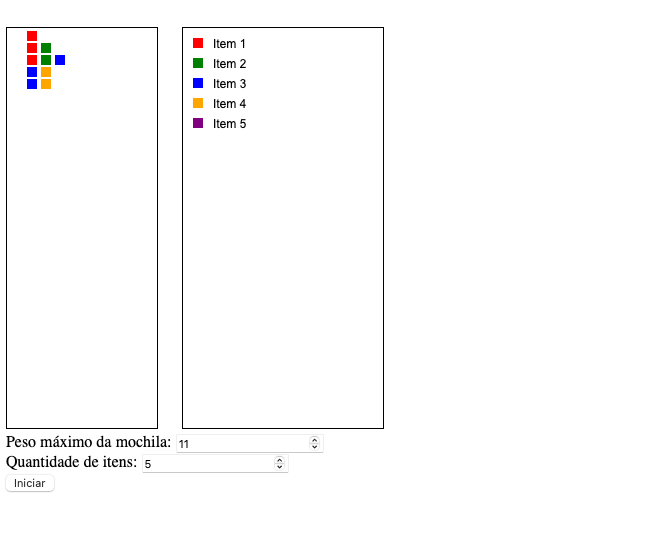 Item 1
Item 2
Item 3
Item 4
Item 5
Peso máximo da mochila: 11
Quantidade de itens: 5
Iniciar